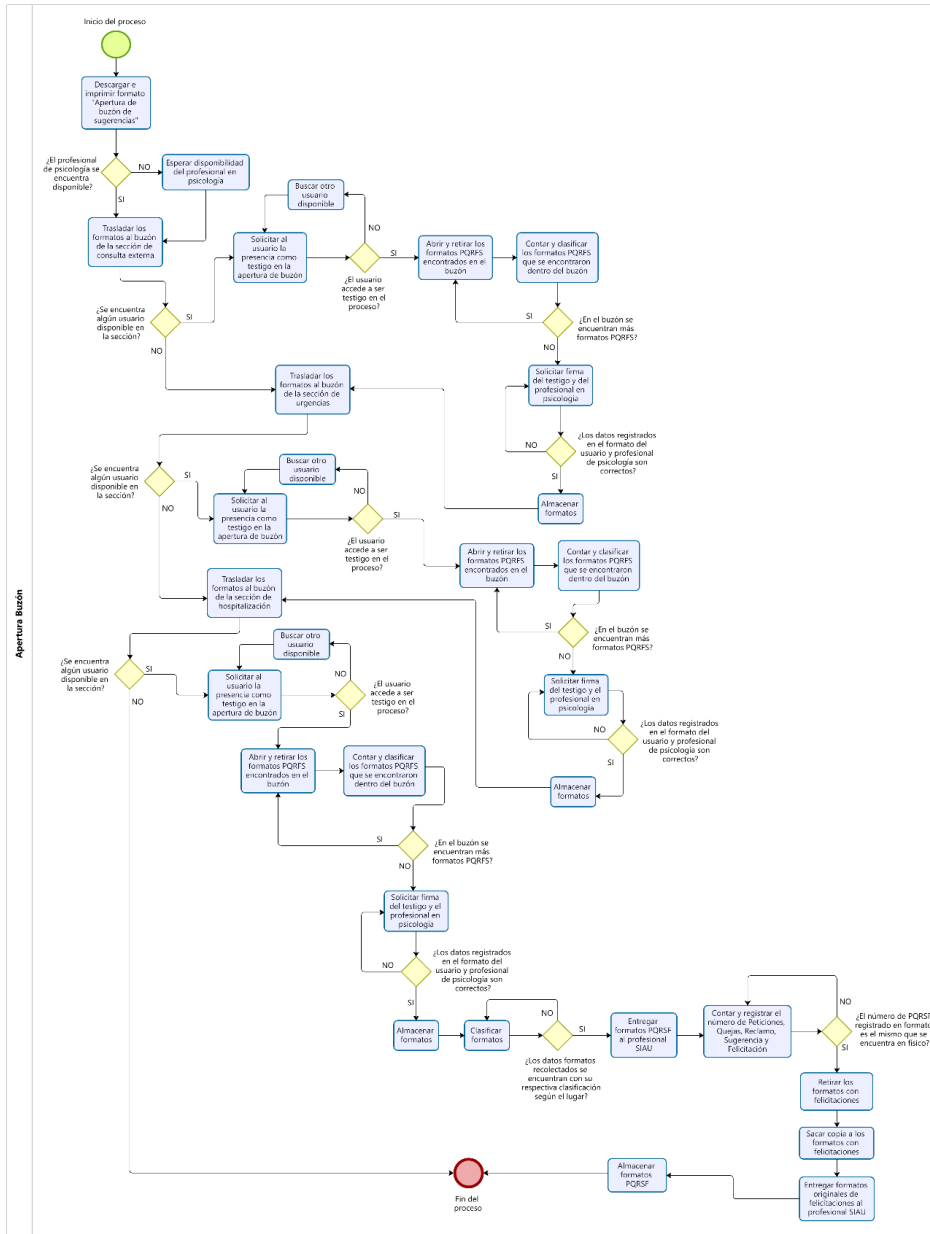 Apertura Buzón
Inicio del proceso
Descargar e
imprimir formato
"Apertura de
buzón de
sugerencias"
¿El profesional
de psicología se
encuentra
disponible?
NO
SI
Esperar disponibilidad
del profesional en
psicología
Trasladar los
formatos al buzón
de la sección de
consulta externa
¿Se encuentra
algún usuario
disponible en
la sección?
SI
NO
Solicitar al
usuario la
presencia como
testigo en la
apertura de buzón
Buscar otro
usuario
disponible
NO
SI
¿El usuario
accede a ser
testigo en el
proceso?
Abrir y retirar los
formatos PQRFS
encontrados en el
buzón
Contar y clasificar
los formatos PQRFS
que se encontraron
dentro del buzón
SI
¿En el buzón se
encuentran más
formatos PQRFS?
NO
Solicitar firma
del testigo y del
profesional en
psicología
NO
¿Los datos registrados
en el formato del
usuario y profesional
de psicología son
correctos?
SI
Almacenar
formatos
Trasladar los
formatos al buzón
de la sección de
urgencias
¿Se encuentra
algún usuario
disponible en
la sección?
SI
NO
Solicitar al
usuario la
presencia como
testigo en la
apertura de buzón
Buscar otro
usuario
disponible
NO
SI
¿El usuario
accede a ser
testigo en el
proceso?
Abrir y retirar los
formatos PQRFS
encontrados en el
buzón
Contar y clasificar
los formatos PQRFS
que se encontraron
dentro del buzón
SI
¿En el buzón se
encuentran más
formatos PQRFS?
NO
Solicitar firma
del testigo y el
profesional en
psicología
NO
¿Los datos registrados
en el formato del
usuario y profesional
de psicología son
correctos?
SI
Almacenar
formatos
Trasladar los
formatos al buzón
de la sección de
hospitalización
¿Se encuentra
algún usuario
disponible en
la sección?
SI
NO
Solicitar al
usuario la
presencia como
testigo en la
apertura de buzón
Buscar otro
usuario
disponible
NO
SI
¿El usuario
accede a ser
testigo en el
proceso?
Abrir y retirar los
formatos PQRFS
encontrados en el
buzón
Contar y clasificar
los formatos PQRFS
que se encontraron
dentro del buzón
SI
¿En el buzón se
encuentran más
formatos PQRFS?
NO
Solicitar firma
del testigo y el
profesional en
psicología
NO
¿Los datos registrados
en el formato del
usuario y profesional
de psicología son
correctos?
SI
Almacenar
formatos
Clasificar
formatos
NO
SI
¿Los datos formatos
recolectados se
encuentran con su
respectiva clasificación
según el lugar?
Entregar
formatos PQRSF
al profesional
SIAU
Contar y registrar el
número de Peticiones,
Quejas, Reclamo,
Sugerencia y
Felicitación
NO
¿El número de PQRSF
registrado en formato
es el mismo que se
encuentra en fisico?
SI
Retirar los
formatos con
felicitaciones
Sacar copia a los
formatos con
felicitaciones
Entregar formatos
originales de
felicitaciones al
profesional SIAU
Almacenar
formatos
PQRSF
Fin del
proceso